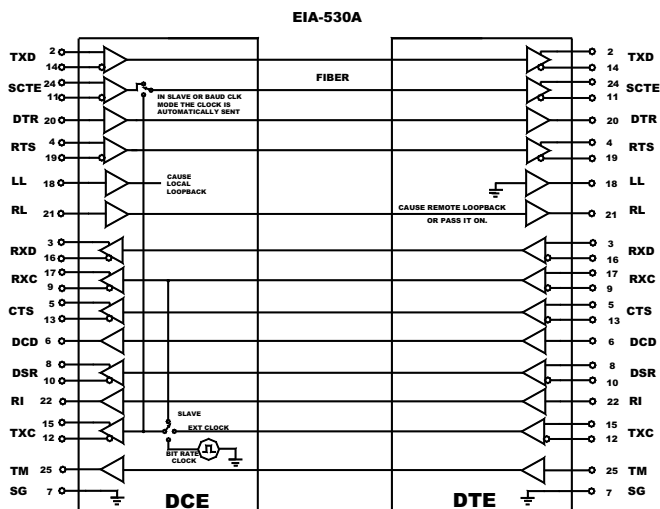 EIA-530A
TXD 2 14 2 14 TXD
SCTE 24 11 24 11 SCTE
FIBER
IN SLAVE OR BAUD CLK
MODE THE CLOCK IS
AUTOMATICALLY SENT
DTR 20 20 DTR
RTS 4 19 4 19 RTS
LL 18 18 LL
CAUSE
LOCAL
LOOPBACK
RL 21 21 RL
CAUSE REMOTE LOOPBACK
OR PASS IT ON.
RXD 3 16 3 16 RXD
RXC 17 9 17 9 RXC
CTS 5 13 5 13 CTS
DCD 6 6 DCD
DSR 8 10 8 10 DSR
RI 22 22 RI
SLAVE
EXT CLOCK
TXC 15 12 15 12 TXC
BIT RATE
CLOCK
TM 25 25 TM
SG 7 7 SG
DCE DTE